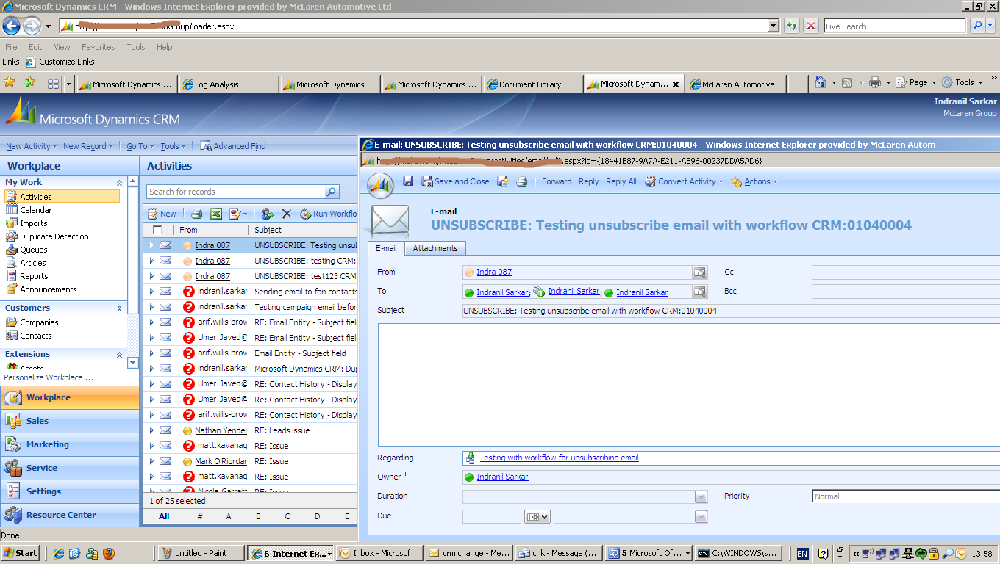 Microsoft Dynamics CRM - Windows Internet Explorer provided by McLaren Automotive Ltd
Group/loader.aspx
Live Search
File Edit View Favorites Tools Help
Links Customize Links
Microsoft Dynamics ... Log Analysis Microsoft Dynamics ... Microsoft Dynamics ... Document Library Microsoft Dynam... McLaren Automotive Page Tools
Microsoft Dynamics CRM
Indranil Sarkar
McLaren Group
New Activity New Record Go To Tools Advanced Find
Workplace
My Work
Activities
Calendar
Imports
Duplicate Detection
Queues
Articles
Reports
Announcements
Customers
Companies
Contacts
Extensions
Assets
Personalize Workplace ...
Workplace
Sales
Marketing
Service
Settings
Resource Center
Activities
Search for records
New Run Workflo
From Subject
Indra 087 UNSUBSCRIBE: Testing unsub
Indra 087 UNSUBSCRIBE: testing CRM:
Indra 087 UNSUBSCRIBE: test123 CRM
indranil.sarkar Sending email to fan contacts
indranil.sarkar Testing campaign email befor
arif.willis-brow RE: Email Entity - Subject field
Umer.Javed@ RE: Email Entity - Subject field
arif.willis-brow Email Entity - Subject field
indranil.sarkar Microsoft Dynamics CRM: Dup
Umer.Javed@ RE: Contact History - Display
Umer.Javed@ Re: Contact History - Display
arif.willis-brow RE: Contact History - Display
Nathan Yendel RE: Leads issue
matt.kavanag RE: Issue
Mark O'Riordar RE: Issue
matt.kavanag RE: Issue
Nicola Garratt RE: Issue
1 of 25 selected.
All # A B C D E
E-mail: UNSUBSCRIBE: Testing unsubscribe email with workflow CRM:01040004 - Windows Internet Explorer provided by McLaren Autom
.aspx?id={18441E87-9A7A-E211-A596-00237DDA5AD6}
Save and Close Forward Reply Reply All Convert Activity Actions
E-mail
UNSUBSCRIBE: Testing unsubscribe email with workflow CRM:01040004
E-mail Attachments
From Indra 087 Cc
To Indranil Sarkar; Indranil Sarkar; Indranil Sarkar Bcc
Subject UNSUBSCRIBE: Testing unsubscribe email with workflow CRM:01040004
Regarding Testing with workflow for unsubscribing email
Owner * Indranil Sarkar
Duration Priority Normal
Due
Done
Start untitled - Paint 6 Internet Ex... Inbox - Microsof... crm change - Me... chk - Message (... 5 Microsoft Of... C:\WINDOWS\s... EN 13:58